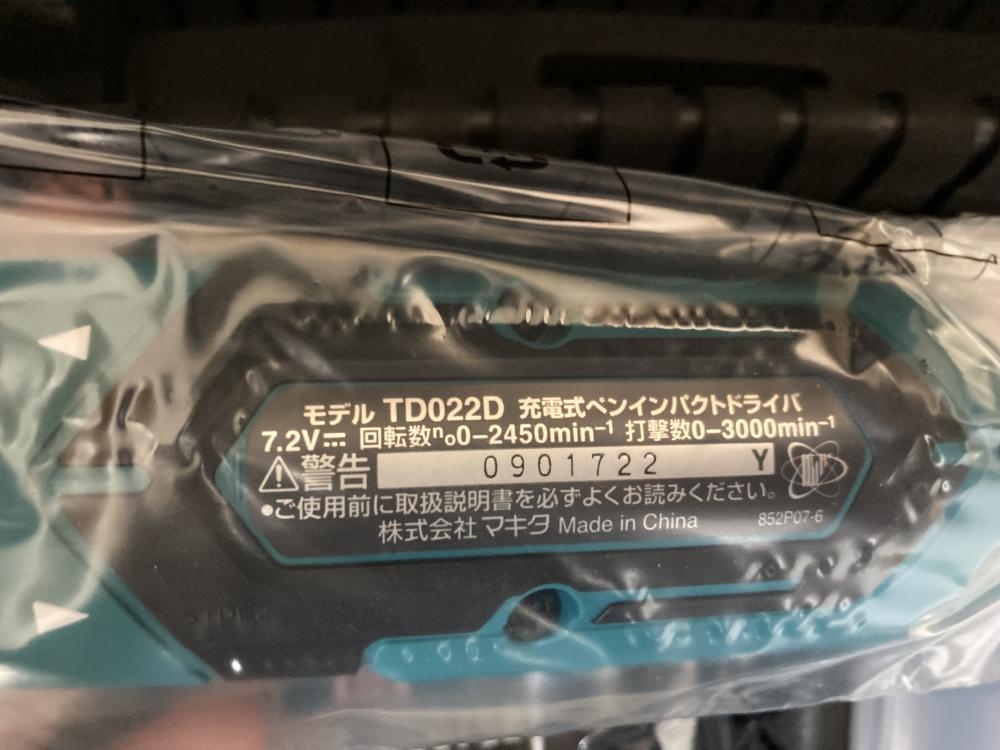 モデル TD022D 充電式ペンインパクトドライバ
7.2V⎓ 回転数n₀0-2450min⁻¹ 打撃数0-3000min⁻¹
⚠警告 0901722 Y
●ご使用前に取扱説明書を必ずよくお読みください。
株式会社マキタ Made in China 852P07-6